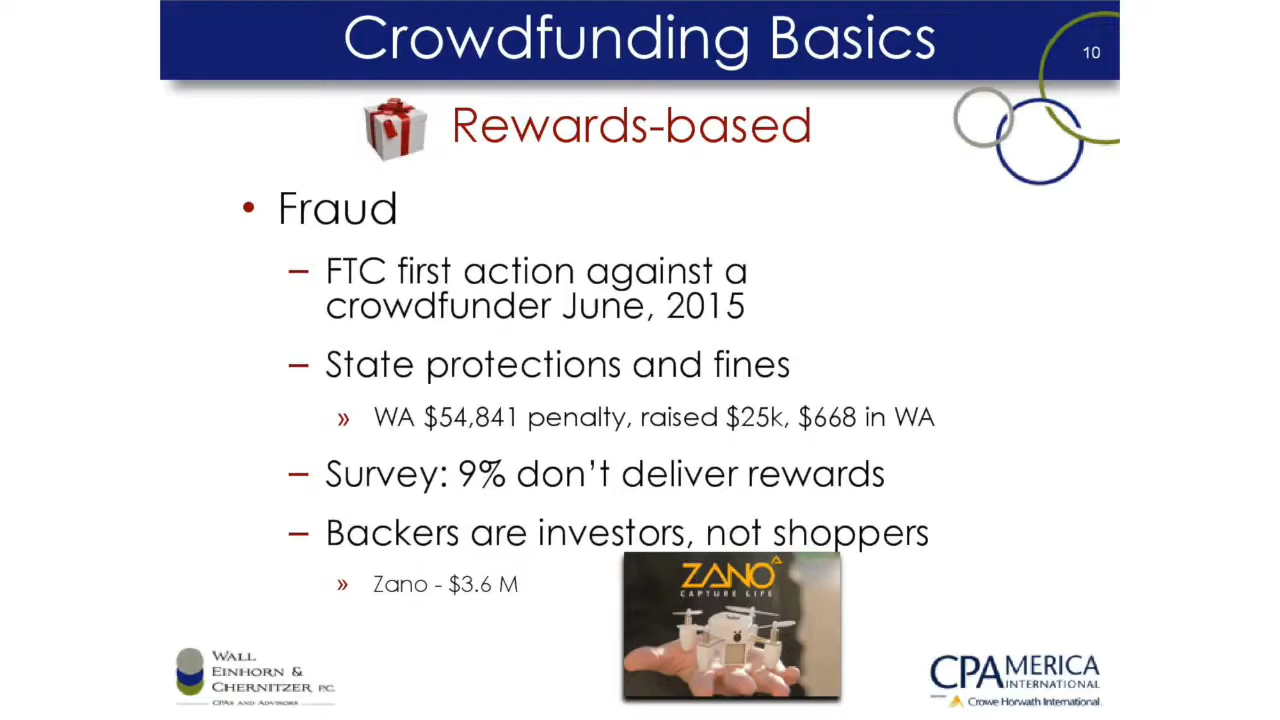 Crowdfunding Basics
10
Rewards-based
• Fraud
– FTC first action against a
crowdfunder June, 2015
– State protections and fines
» WA $54,841 penalty, raised $25k, $668 in WA
– Survey: 9% don’t deliver rewards
– Backers are investors, not shoppers
» Zano - $3.6 M
ZANO
CAPTURE LIFE
WALL
EINHORN &
CHERNITZER P.C.
CPAS AND ADVISORS
CPAMERICA
INTERNATIONAL
Crowe Horwath International